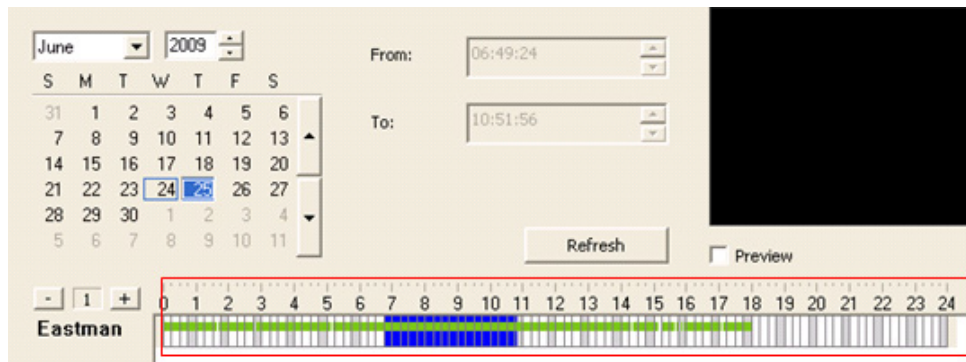 June 2009
S M T W T F S
31 1 2 3 4 5 6
7 8 9 10 11 12 13
14 15 16 17 18 19 20
21 22 23 24 25 26 27
28 29 30 1 2 3 4
5 6 7 8 9 10 11
From: 06:49:24
To: 10:51:56
Refresh
Preview
- 1 +
0 1 2 3 4 5 6 7 8 9 10 11 12 13 14 15 16 17 18 19 20 21 22 23 24
Eastman